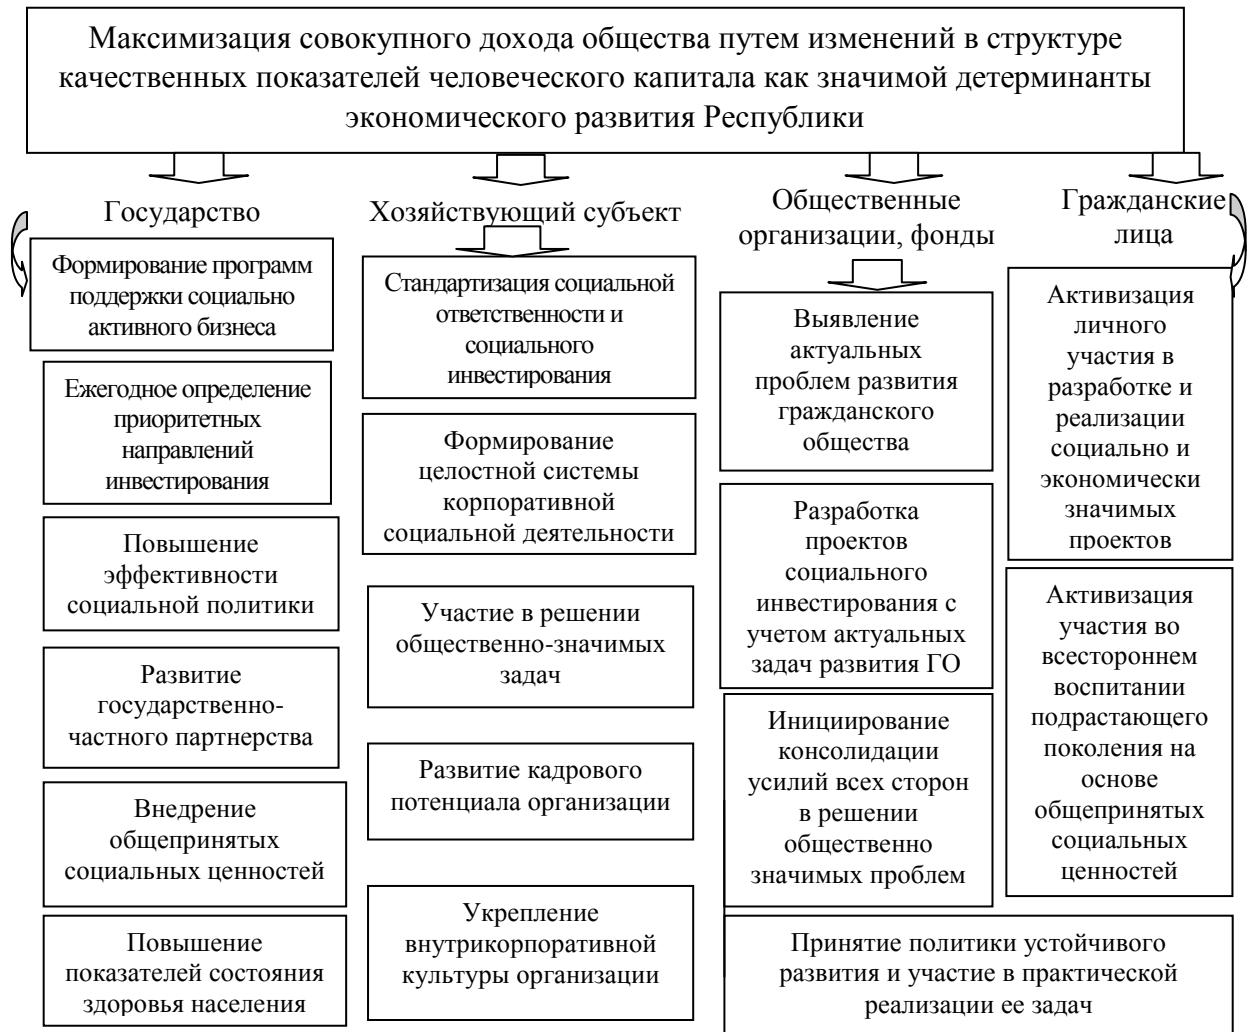 Максимизация совокупного дохода общества путем изменений в структуре
качественных показателей человеческого капитала как значимой детерминанты
экономического развития Республики
Государство
Формирование программ
поддержки социально
активного бизнеса
Ежегодное определение
приоритетных
направлений
инвестирования
Повышение
эффективности
социальной политики
Развитие
государственно-
частного партнерства
Внедрение
общепринятых
социальных ценностей
Повышение
показателей состояния
здоровья населения
Хозяйствующий субъект
Стандартизация социальной
ответственности и
социального
инвестирования
Формирование
целостной системы
корпоративной
социальной деятельности
Участие в решении
общественно-значимых
задач
Развитие кадрового
потенциала организации
Укрепление
внутрикорпоративной
культуры организации
Общественные
организации, фонды
Выявление
актуальных
проблем развития
гражданского
общества
Разработка
проектов
социального
инвестирования с
учетом актуальных
задач развития ГО
Инициирование
консолидации
усилий всех сторон
в решении
общественно
значимых проблем
Гражданские
лица
Активизация
личного
участия в
разработке и
реализации
социально и
экономически
значимых
проектов
Активизация
участия во
всестороннем
воспитании
подрастающего
поколения на
основе
общепринятых
социальных
ценностей
Принятие политики устойчивого
развития и участие в практической
реализации ее задач